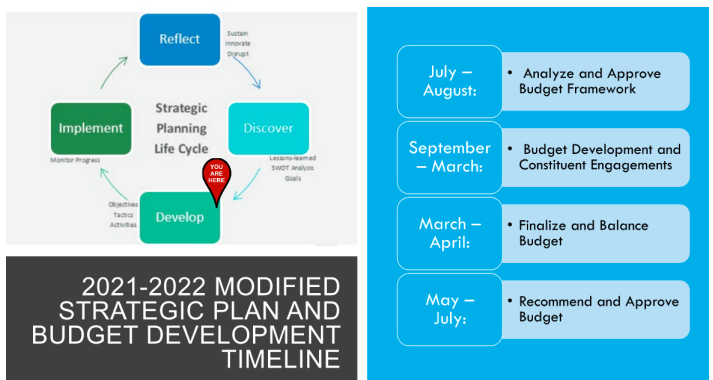 Reflect
Sustain
Innovate
Disrupt
Strategic
Planning
Life Cycle
Implement
Discover
Monitor Progress
Lessons-learned
SWOT Analysis
Goals
YOU
ARE
HERE
Objectives
Tactics
Activities
Develop
2021-2022 MODIFIED
STRATEGIC PLAN AND
BUDGET DEVELOPMENT
TIMELINE
July –
August:
• Analyze and Approve
Budget Framework
September
– March:
• Budget Development and
Constituent Engagements
March –
April:
• Finalize and Balance
Budget
May –
July:
• Recommend and Approve
Budget